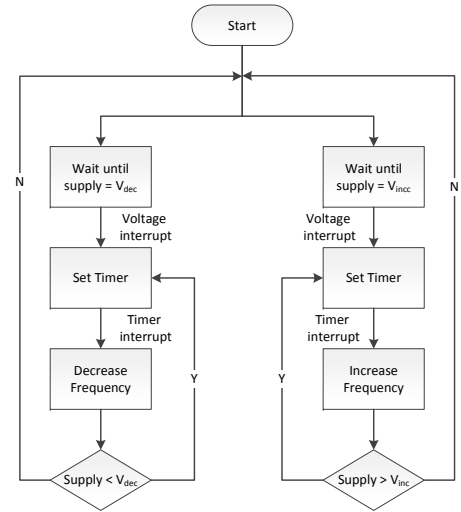 Start
Wait until
supply = Vdec
Wait until
supply = Vincc
N
N
Voltage
interrupt
Voltage
interrupt
Set Timer
Set Timer
Timer
interrupt
Timer
interrupt
Decrease
Frequency
Y
Y
Increase
Frequency
Supply < Vdec
Supply > Vinc